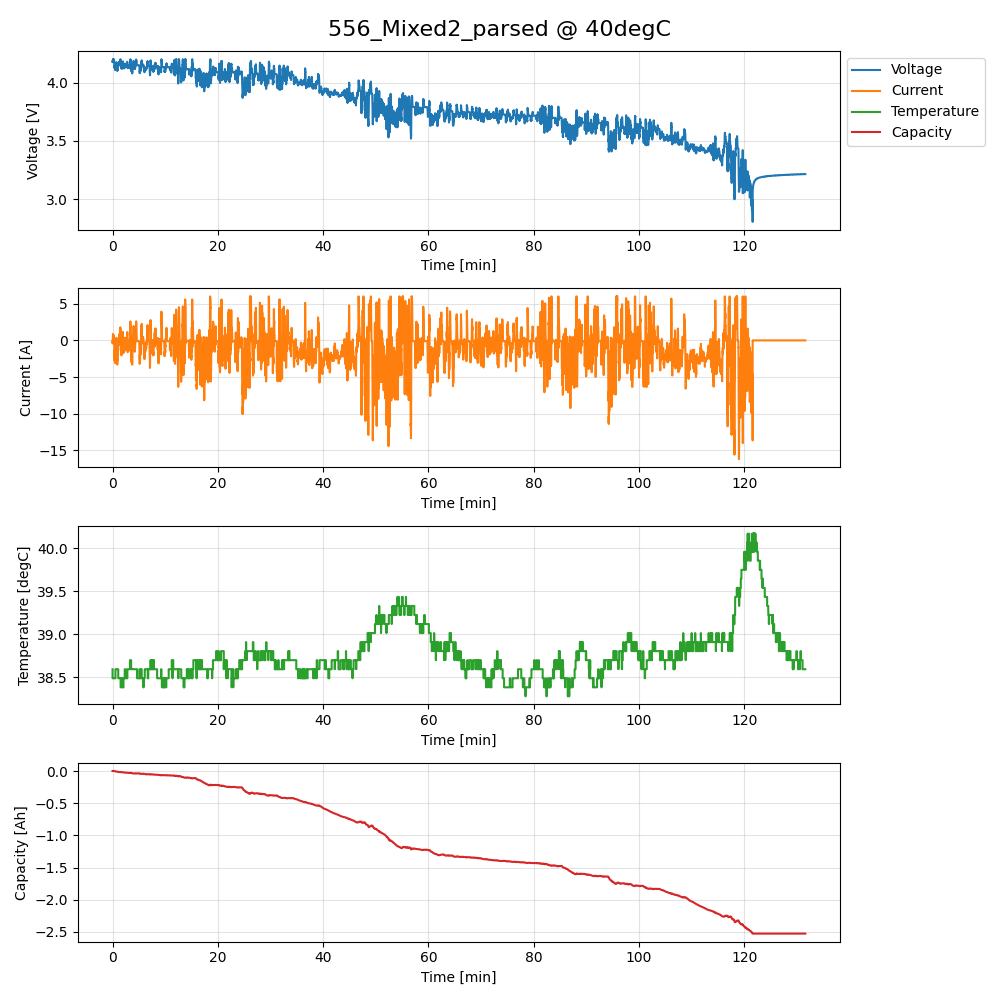 556_Mixed2_parsed @ 40degC
Voltage
Current
Temperature
Capacity
Voltage [V]
4.0
3.5
3.0
0 20 40 60 80 100 120
Time [min]
Current [A]
5
0
−5
−10
−15
0 20 40 60 80 100 120
Time [min]
Temperature [degC]
40.0
39.5
39.0
38.5
0 20 40 60 80 100 120
Time [min]
Capacity [Ah]
0.0
−0.5
−1.0
−1.5
−2.0
−2.5
0 20 40 60 80 100 120
Time [min]